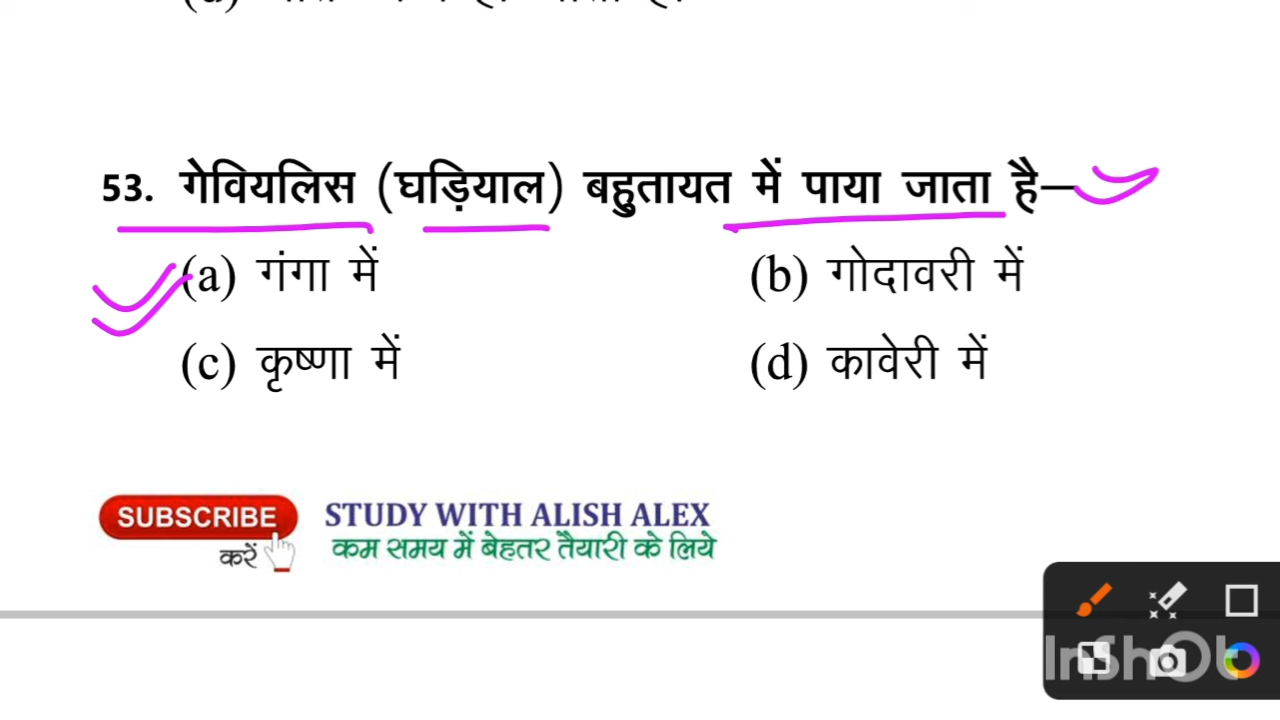 53. गेवियलिस (घड़ियाल) बहुतायत में पाया जाता है–
(a) गंगा में (b) गोदावरी में
(c) कृष्णा में (d) कावेरी में
SUBSCRIBE STUDY WITH ALISH ALEX
करें कम समय में बेहतर तैयारी के लिये
InShOt